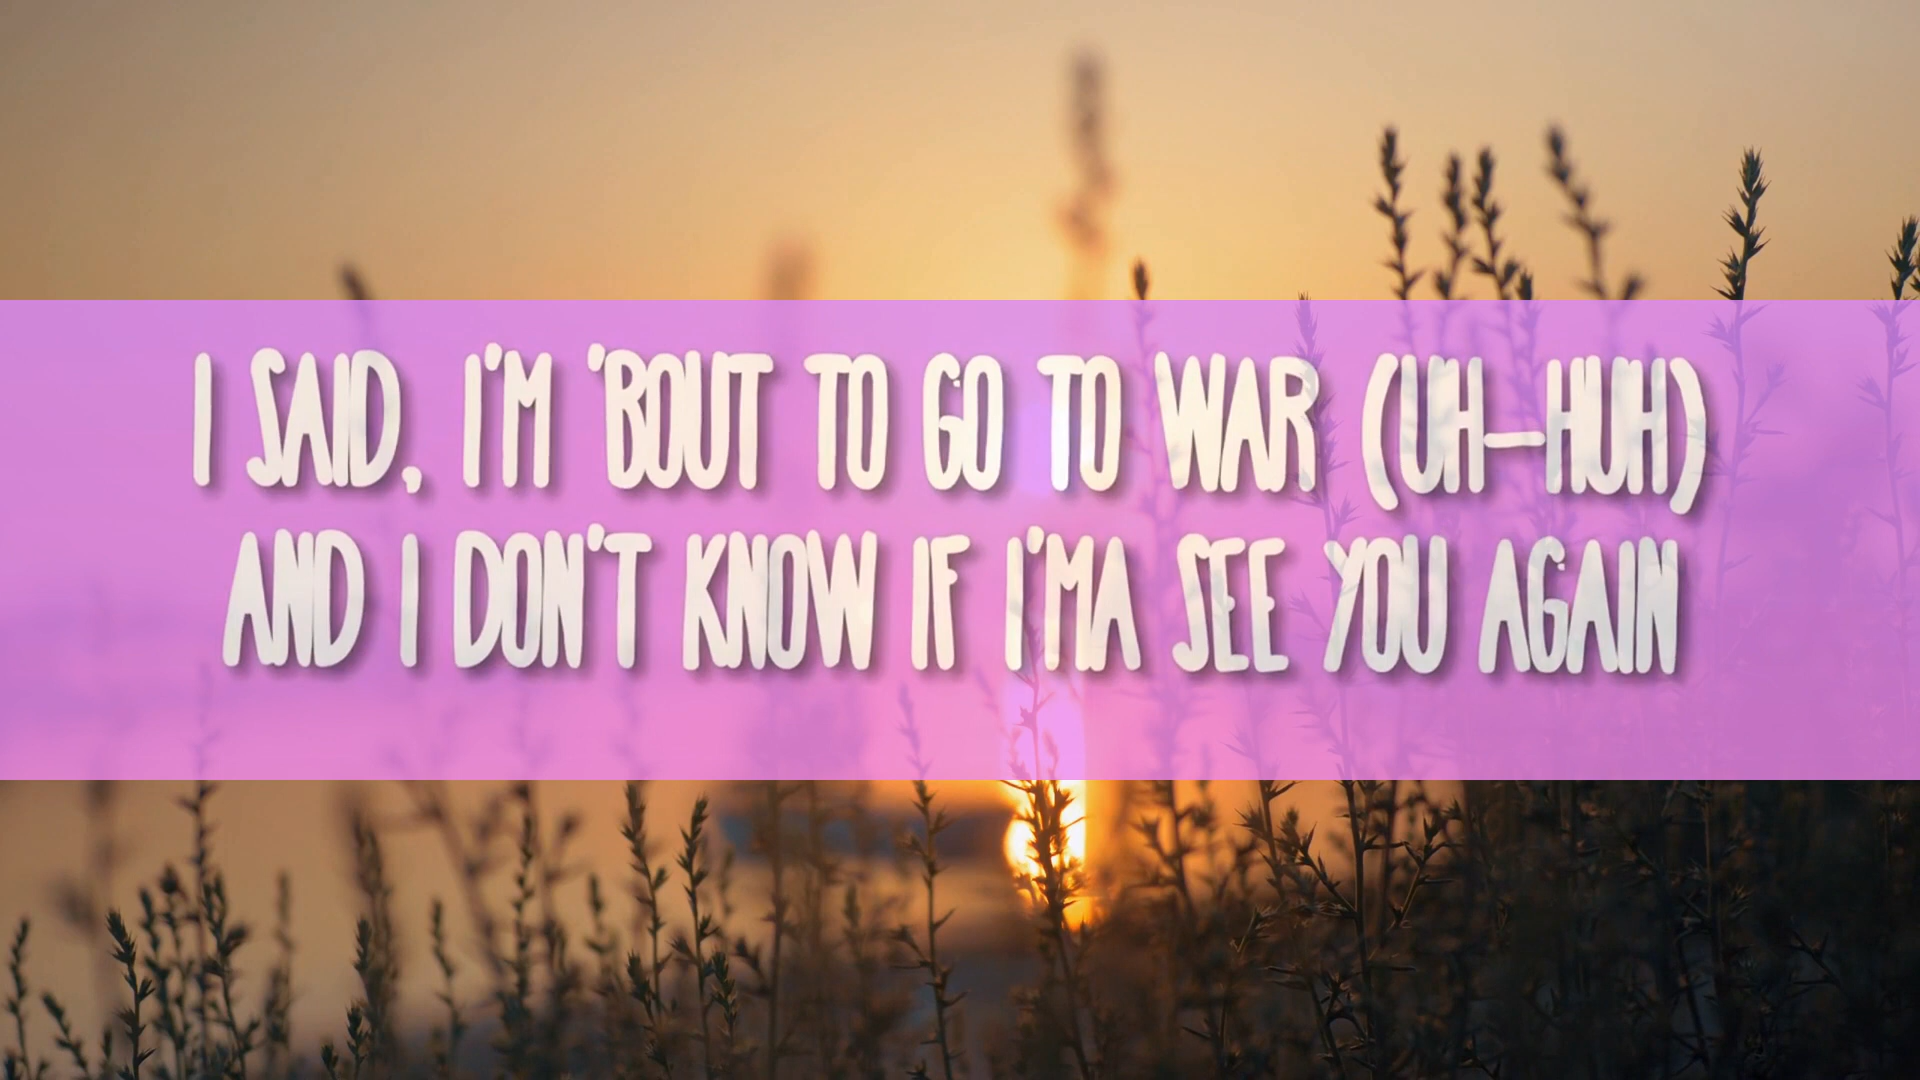 I SAID, I'M 'BOUT TO GO TO WAR (UH-HUH)
AND I DON'T KNOW IF I'MA SEE YOU AGAIN